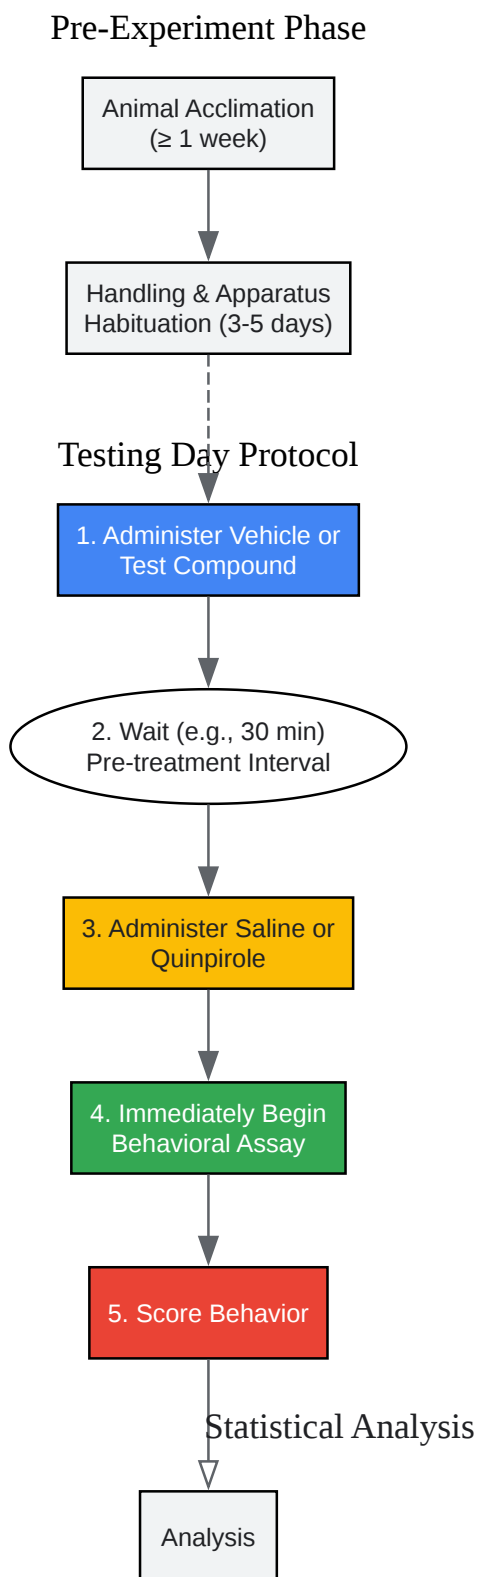 Pre-Experiment Phase
Animal Acclimation
(≥ 1 week)
Handling & Apparatus
Habituation (3-5 days)
Testing Day Protocol
1. Administer Vehicle or
Test Compound
2. Wait (e.g., 30 min)
Pre-treatment Interval
3. Administer Saline or
Quinpirole
4. Immediately Begin
Behavioral Assay
5. Score Behavior
Statistical Analysis
Analysis